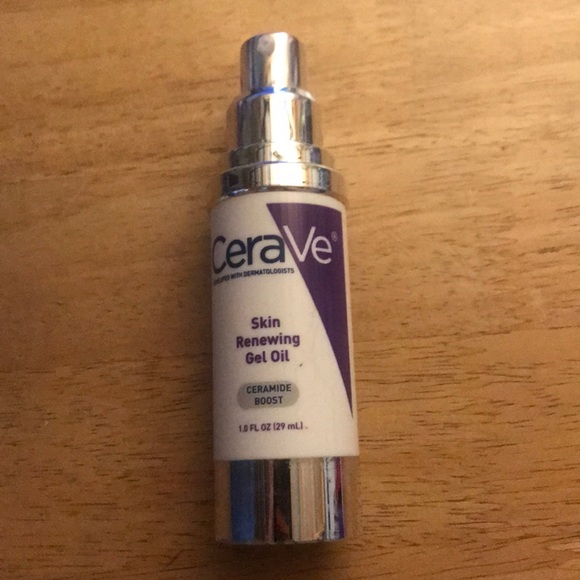 CeraVe®
DEVELOPED WITH DERMATOLOGISTS
Skin
Renewing
Gel Oil
CERAMIDE
BOOST
1.0 FL OZ (29 mL)